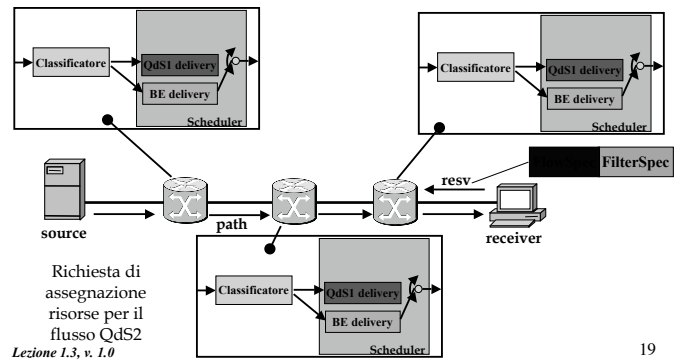 Classificatore
QdS1 delivery
BE delivery
Scheduler
Classificatore
QdS1 delivery
BE delivery
Scheduler
FlowSpec FilterSpec
resv
source
path
receiver
Classificatore
QdS1 delivery
BE delivery
Scheduler
Richiesta di
assegnazione
risorse per il
flusso QdS2
Lezione 1.3, v. 1.0
19